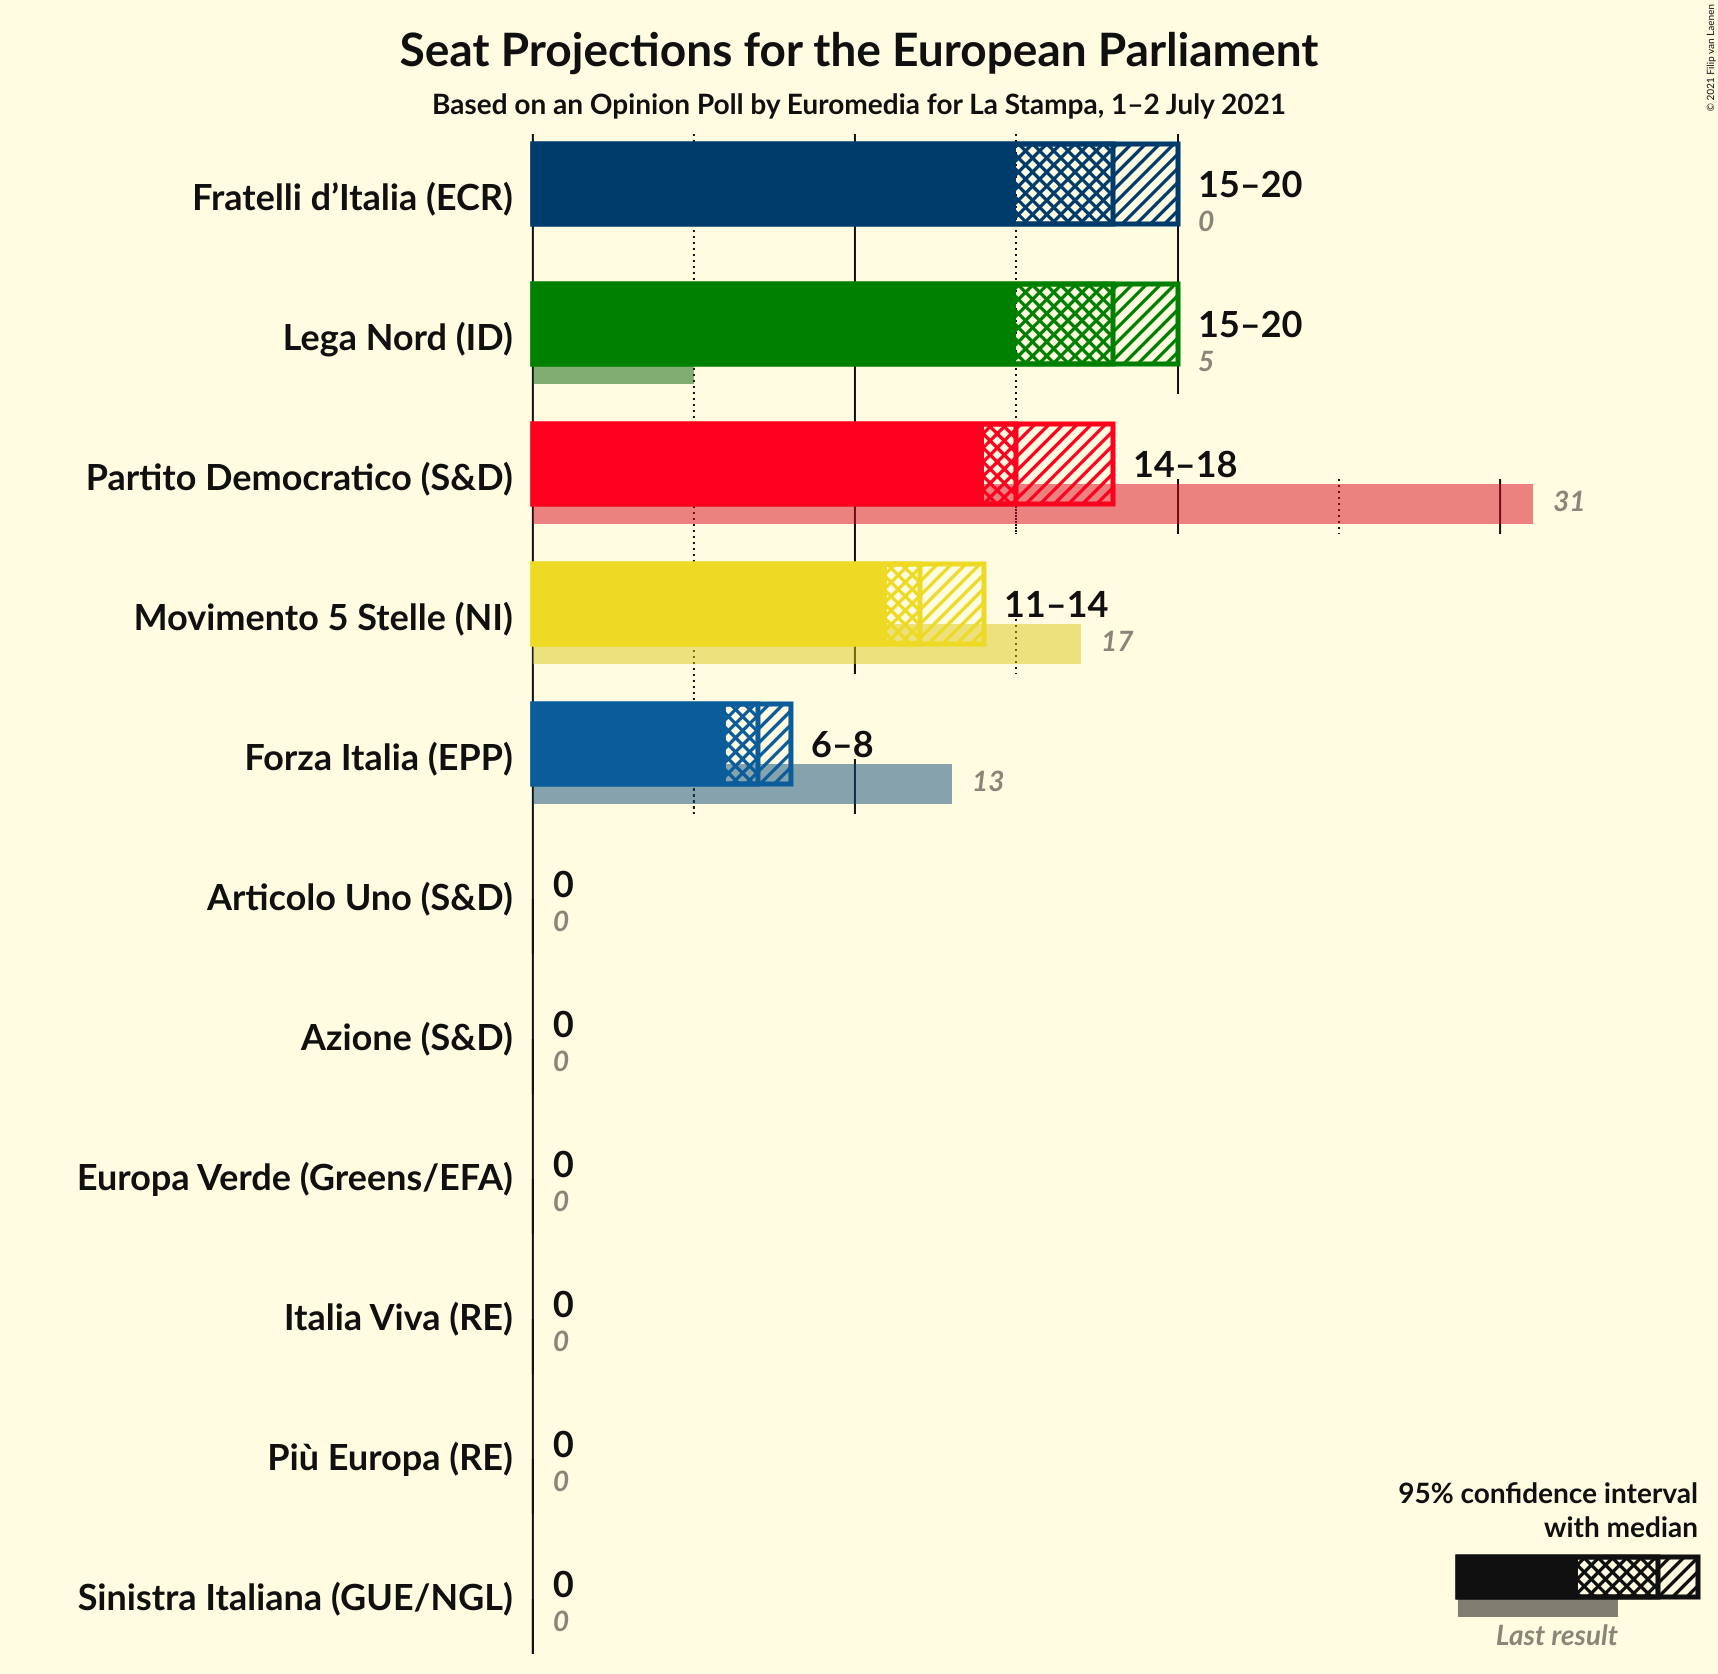 Seat Projections for the European Parliament
Based on an Opinion Poll by Euromedia for La Stampa, 1–2 July 2021
© 2021 Filip van Laenen
Fratelli d’Italia (ECR)
15–20
0
Lega Nord (ID)
15–20
5
Partito Democratico (S&D)
14–18
31
Movimento 5 Stelle (NI)
11–14
17
Forza Italia (EPP)
6–8
13
Articolo Uno (S&D)
0
0
Azione (S&D)
0
0
Europa Verde (Greens/EFA)
0
0
Italia Viva (RE)
0
0
Più Europa (RE)
0
0
Sinistra Italiana (GUE/NGL)
0
0
95% confidence interval
with median
Last result